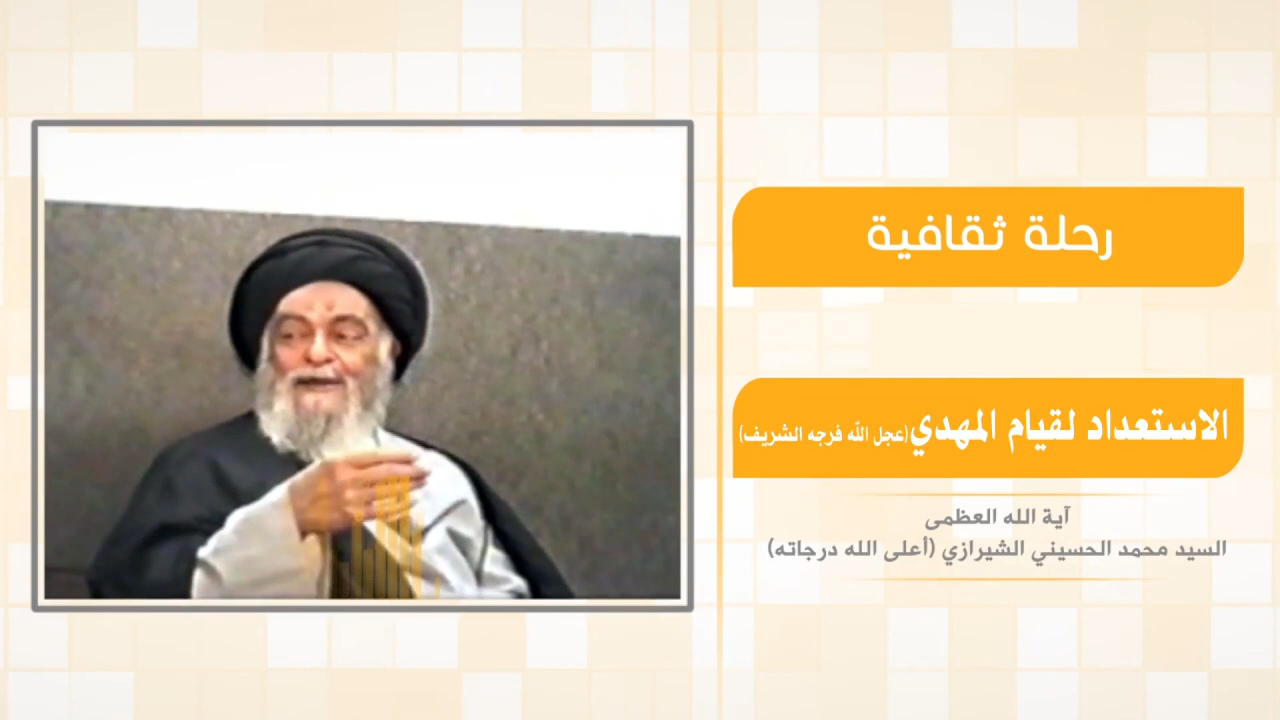 رحلة ثقافية
الاستعداد لقيام المهدي (عجل الله فرجه الشريف)
آية الله العظمى
السيد محمد الحسيني الشيرازي (أعلى الله درجاته)